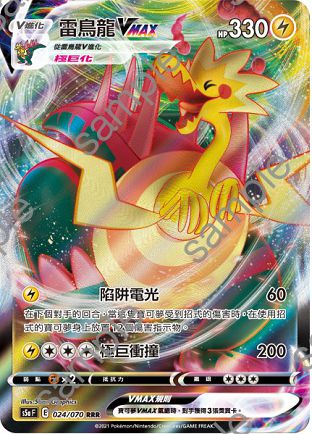 V進化
雷鳥龍VMAX
HP330
從雷鳥龍V進化
極巨化
sample
陷阱電光 60
在下個對手的回合,當這隻寶可夢受到招式的傷害時,在使用招
式的寶可夢身上放置12個傷害指示物。
極巨衝撞 200
弱點 ×2 抵抗力 撤退
Illus. 5ban Graphics
VMAX規則
s5a F E 024/070 RRR
寶可夢VMAX【氣絕】時,對手獲得3張獎賞卡。
©2021 Pokémon/Nintendo/Creatures/GAME FREAK.